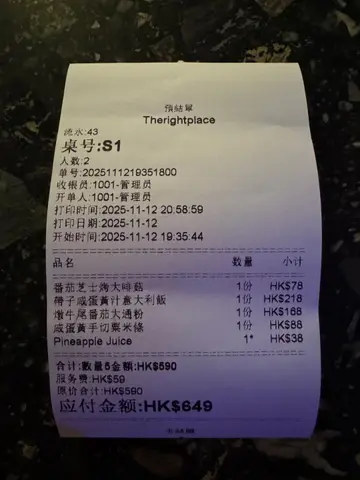 預結單
Therightplace
流水:43
桌号:S1
人数:2
单号:2025111219351800
收帐员:1001-管理员
开单人:1001-管理员
打印时间:2025-11-12 20:58:59
打印日期:2025-11-12
开始时间:2025-11-12 19:35:44
品名 数量 小计
番茄芝士烤大啡菇 1份 HK$78
帶子咸蛋黃汁意大利飯 1份 HK$218
燉牛尾番茄大通粉 1份 HK$168
咸蛋黃手切粟米條 1份 HK$88
Pineapple Juice 1* HK$38
合计:数量5金额:HK$590
服务费:HK$59
原价合计:HK$590
应付金额:HK$649